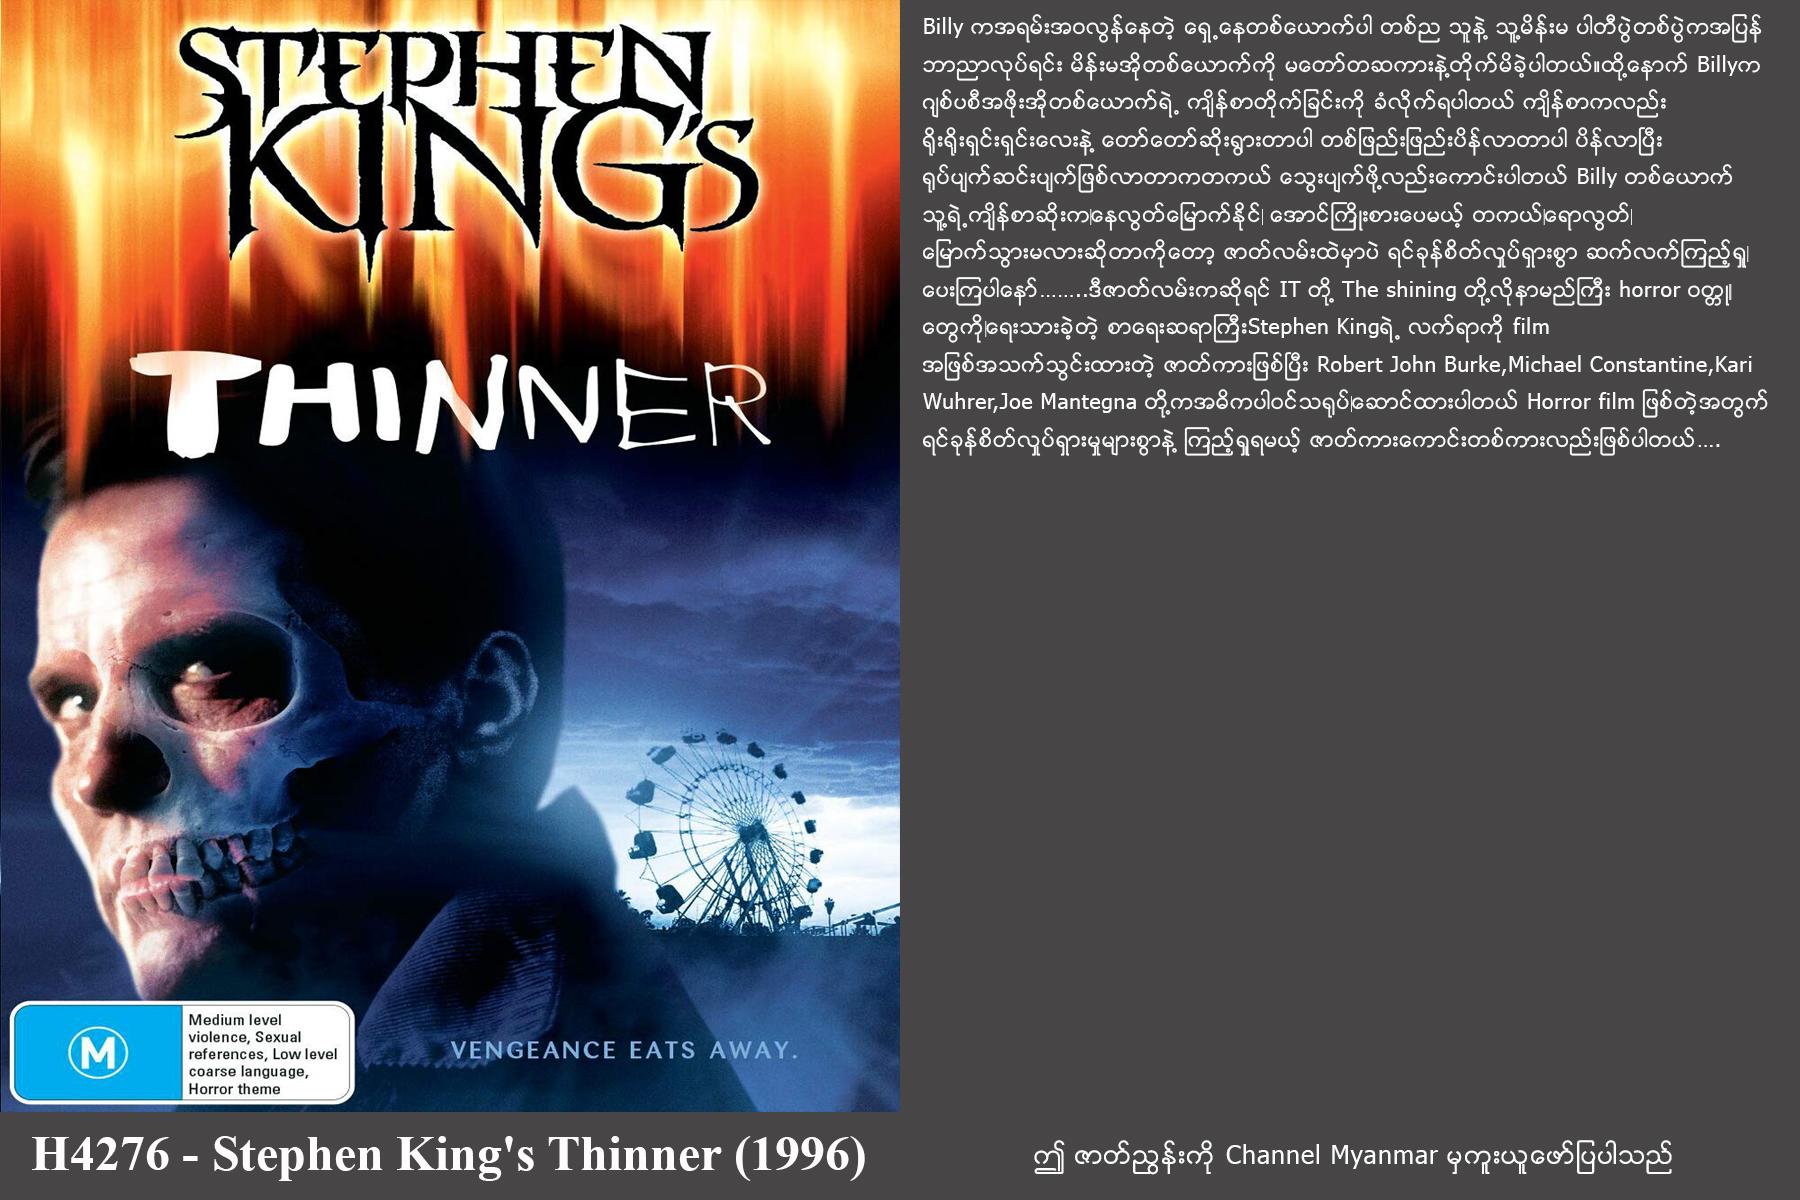 STEPHEN
KING'S
THINNER
Medium level
violence, Sexual
references, Low level
coarse language,
Horror theme
M
VENGEANCE EATS AWAY.
H4276 - Stephen King's Thinner (1996)
Billy ကအရမ်းအဝလွန်နေတဲ့ ရှေ့နေတစ်ယောက်ပါ တစ်ည သူနဲ့ သူ့မိန်းမ ပါတီပွဲတစ်ပွဲကအပြန်
ဘာညာလုပ်ရင်း မိန်းမအိုတစ်ယောက်ကို မတော်တဆကားနဲ့တိုက်မိခဲ့ပါတယ်။ထို့နောက် Billyက
ဂျစ်ပစီအဖိုးအိုတစ်ယောက်ရဲ့ ကျိန်စာတိုက်ခြင်းကို ခံလိုက်ရပါတယ် ကျိန်စာကလည်း
ရိုးရိုးရှင်းရှင်းလေးနဲ့ တော်တော်ဆိုးရွားတာပါ တစ်ဖြည်းဖြည်းပိန်လာတာပါ ပိန်လာပြီး
ရုပ်ပျက်ဆင်းပျက်ဖြစ်လာတာကတကယ် သွေးပျက်ဖို့လည်းကောင်းပါတယ် Billy တစ်ယောက်
သူ့ရဲ့ကျိန်စာဆိုးကနေလွတ်မြောက်နိုင် အောင်ကြိုးစားပေမယ့် တကယ်ရောလွတ်
မြောက်သွားမလားဆိုတာကိုတော့ ဇာတ်လမ်းထဲမှာပဲ ရင်ခုန်စိတ်လှုပ်ရှားစွာ ဆက်လက်ကြည့်ရှု
ပေးကြပါနော်……..ဒီဇာတ်လမ်းကဆိုရင် IT တို့ The shining တို့လိုနာမည်ကြီး horror ဝတ္ထု
တွေကိုရေးသားခဲ့တဲ့ စာရေးဆရာကြီးStephen Kingရဲ့ လက်ရာကို film
အဖြစ်အသက်သွင်းထားတဲ့ ဇာတ်ကားဖြစ်ပြီး Robert John Burke,Michael Constantine,Kari
Wuhrer,Joe Mantegna တို့ကအဓိကပါဝင်သရုပ်ဆောင်ထားပါတယ် Horror film ဖြစ်တဲ့အတွက်
ရင်ခုန်စိတ်လှုပ်ရှားမှုများစွာနဲ့ ကြည့်ရှုရမယ့် ဇာတ်ကားကောင်းတစ်ကားလည်းဖြစ်ပါတယ်….
ဤ ဇာတ်ညွှန်းကို Channel Myanmar မှကူးယူဖော်ပြပါသည်